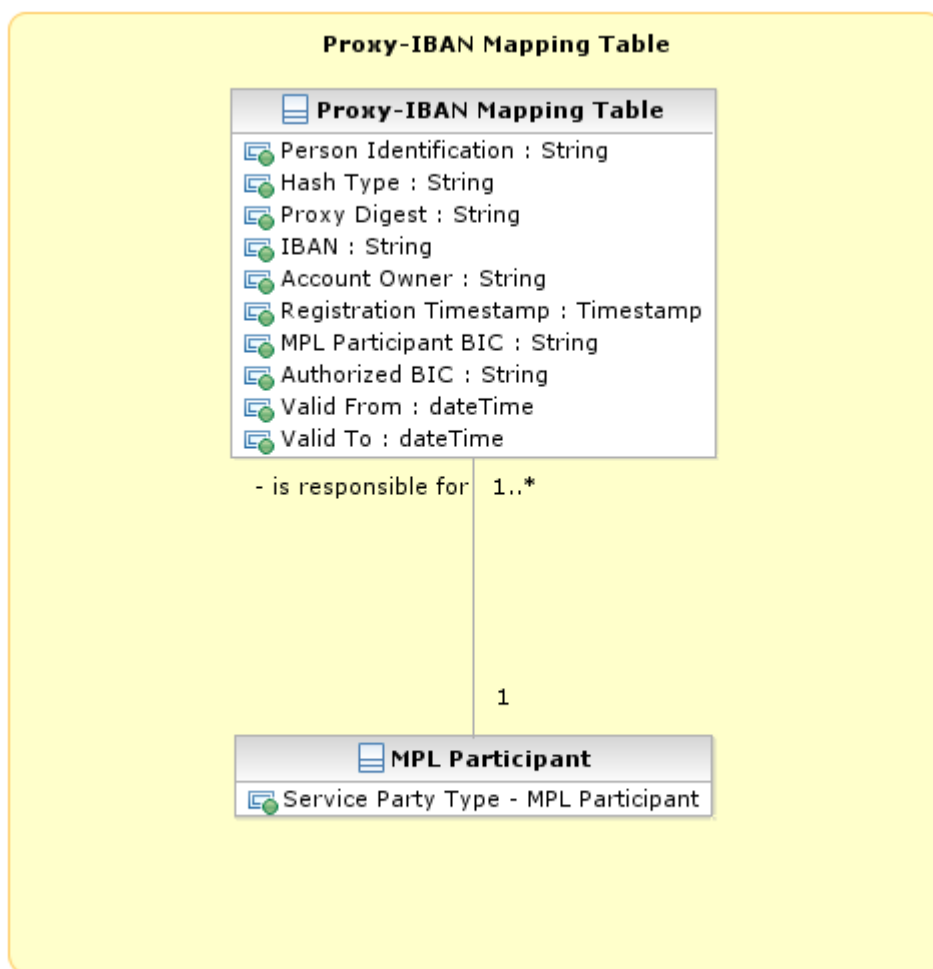 Proxy-IBAN Mapping Table
Proxy-IBAN Mapping Table
Person Identification : String
Hash Type : String
Proxy Digest : String
IBAN : String
Account Owner : String
Registration Timestamp : Timestamp
MPL Participant BIC : String
Authorized BIC : String
Valid From : dateTime
Valid To : dateTime
- is responsible for 1..*
1
MPL Participant
Service Party Type - MPL Participant